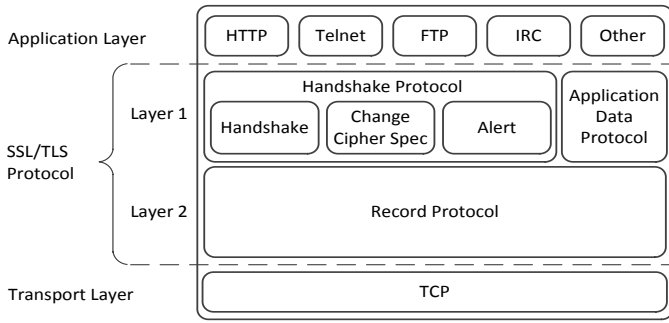 Application Layer
HTTP
Telnet
FTP
IRC
Other
SSL/TLS
Protocol
Layer 1
Handshake Protocol
Handshake
Change
Cipher Spec
Alert
Application
Data
Protocol
Layer 2
Record Protocol
Transport Layer
TCP